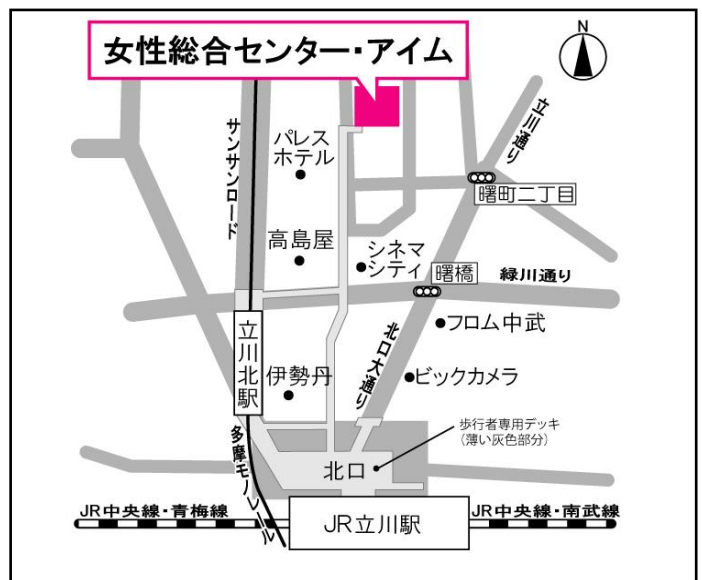 女性総合センター・アイム
N
サンサンロード
パレス
ホテル
立川通り
曙町二丁目
高島屋
シネマ
シティ
曙橋
緑川通り
立川北駅
フロム中武
伊勢丹
北口大通り
ビックカメラ
歩行者専用デッキ
(薄い灰色部分)
多摩モノレール
北口
JR中央線・青梅線
JR立川駅
JR中央線・南武線